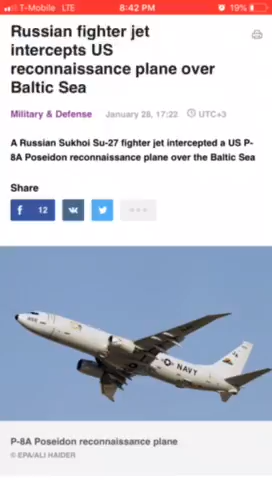 T-Mobile LTE 8:42 PM 19%
Russian fighter jet
intercepts US
reconnaissance plane over
Baltic Sea
Military & Defense January 28, 17:22 UTC+3
A Russian Sukhoi Su-27 fighter jet intercepted a US P-
8A Poseidon reconnaissance plane over the Baltic Sea
Share
f 12
NAVY
P-8A Poseidon reconnaissance plane
© EPA/ALI HAIDER